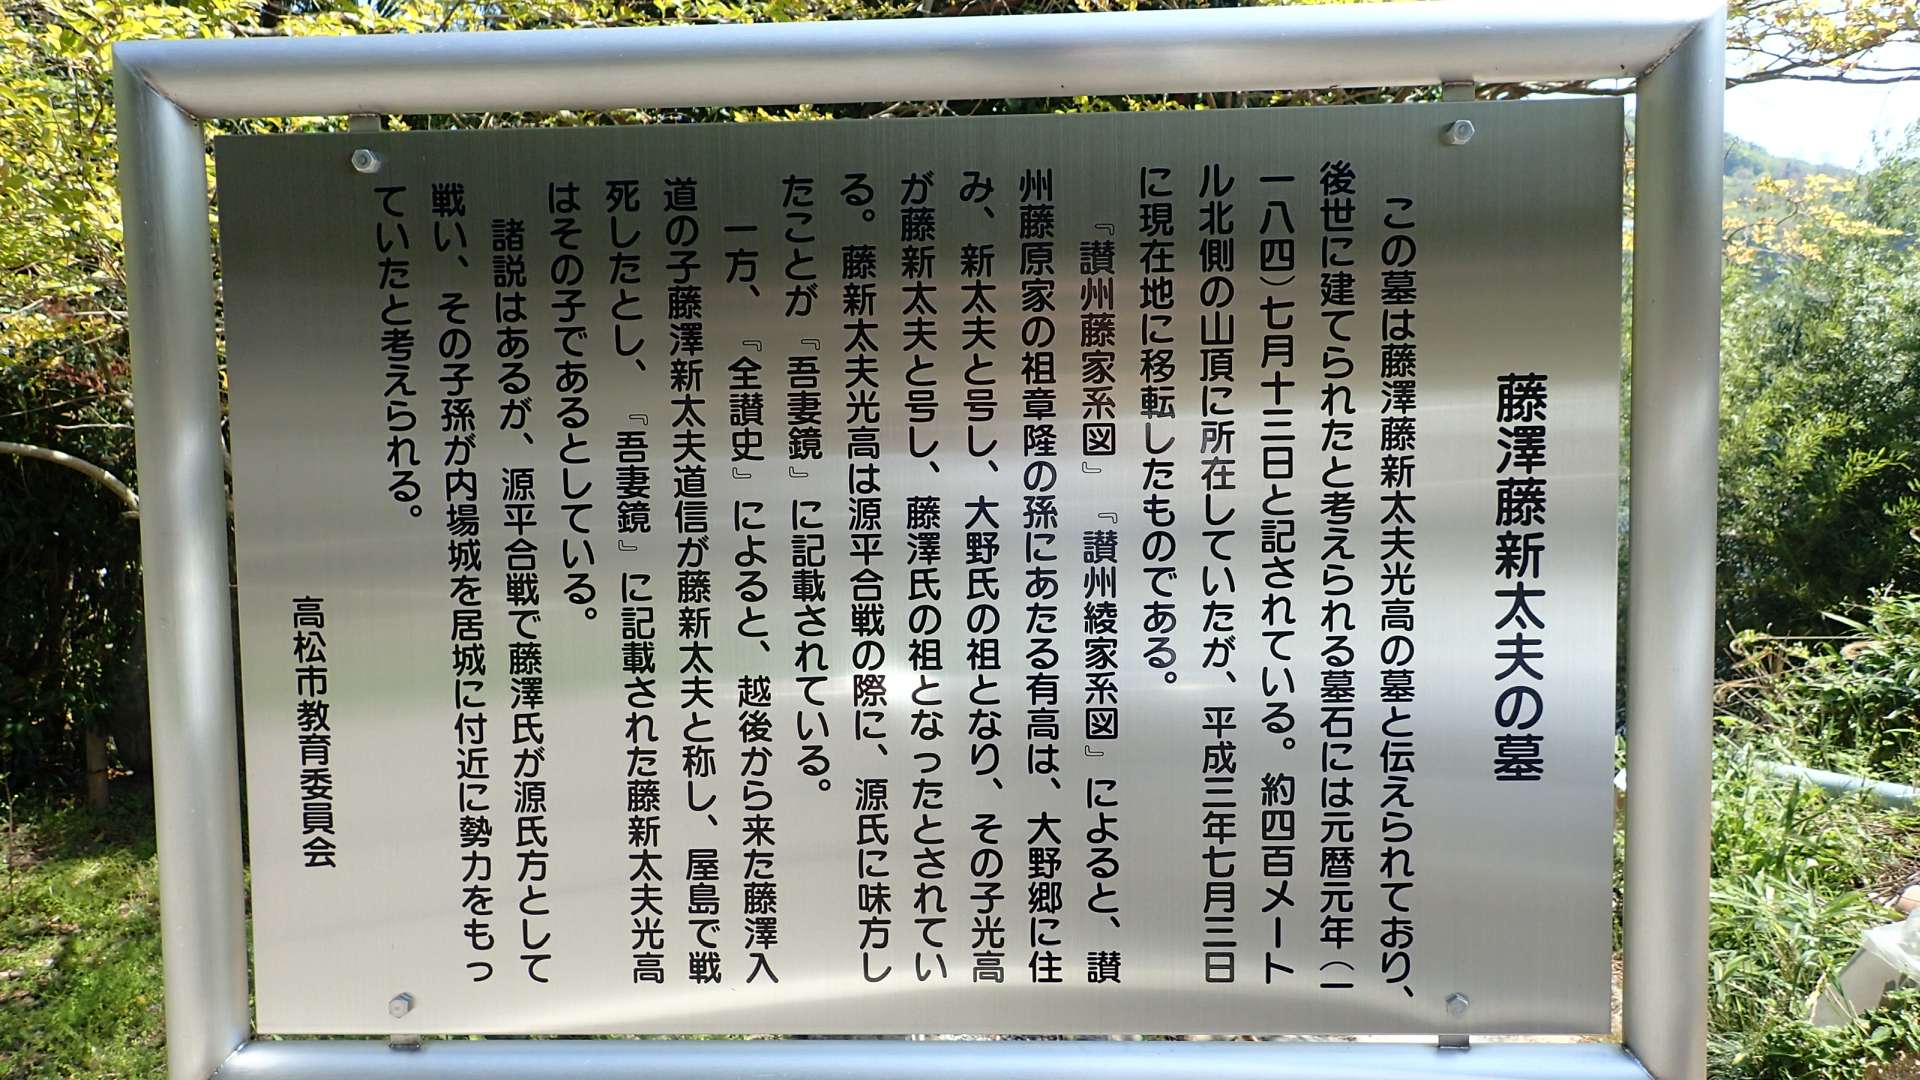 藤澤藤新太夫の墓
この墓は藤澤藤新太夫光高の墓と伝えられており、
後世に建てられたと考えられる墓石には元暦元年（一
一八四）七月十三日と記されている。約四百メート
ル北側の山頂に所在していたが、平成三年七月三日
に現在地に移転したものである。
『讃州藤家系図』『讃州綾家系図』によると、讃
州藤原家の祖章隆の孫にあたる有高は、大野郷に住
み、新太夫と号し、大野氏の祖となり、その子光高
が藤新太夫と号し、藤澤氏の祖となったとされてい
る。藤新太夫光高は源平合戦の際に、源氏に味方し
たことが『吾妻鏡』に記載されている。
一方、『全讃史』によると、越後から来た藤澤入
道の子藤澤新太夫道信が藤新太夫と称し、屋島で戦
死したとし、『吾妻鏡』に記載された藤新太夫光高
はその子であるとしている。
諸説はあるが、源平合戦で藤澤氏が源氏方として
戦い、その子孫が内場城を居城に付近に勢力をもっ
ていたと考えられる。
高松市教育委員会